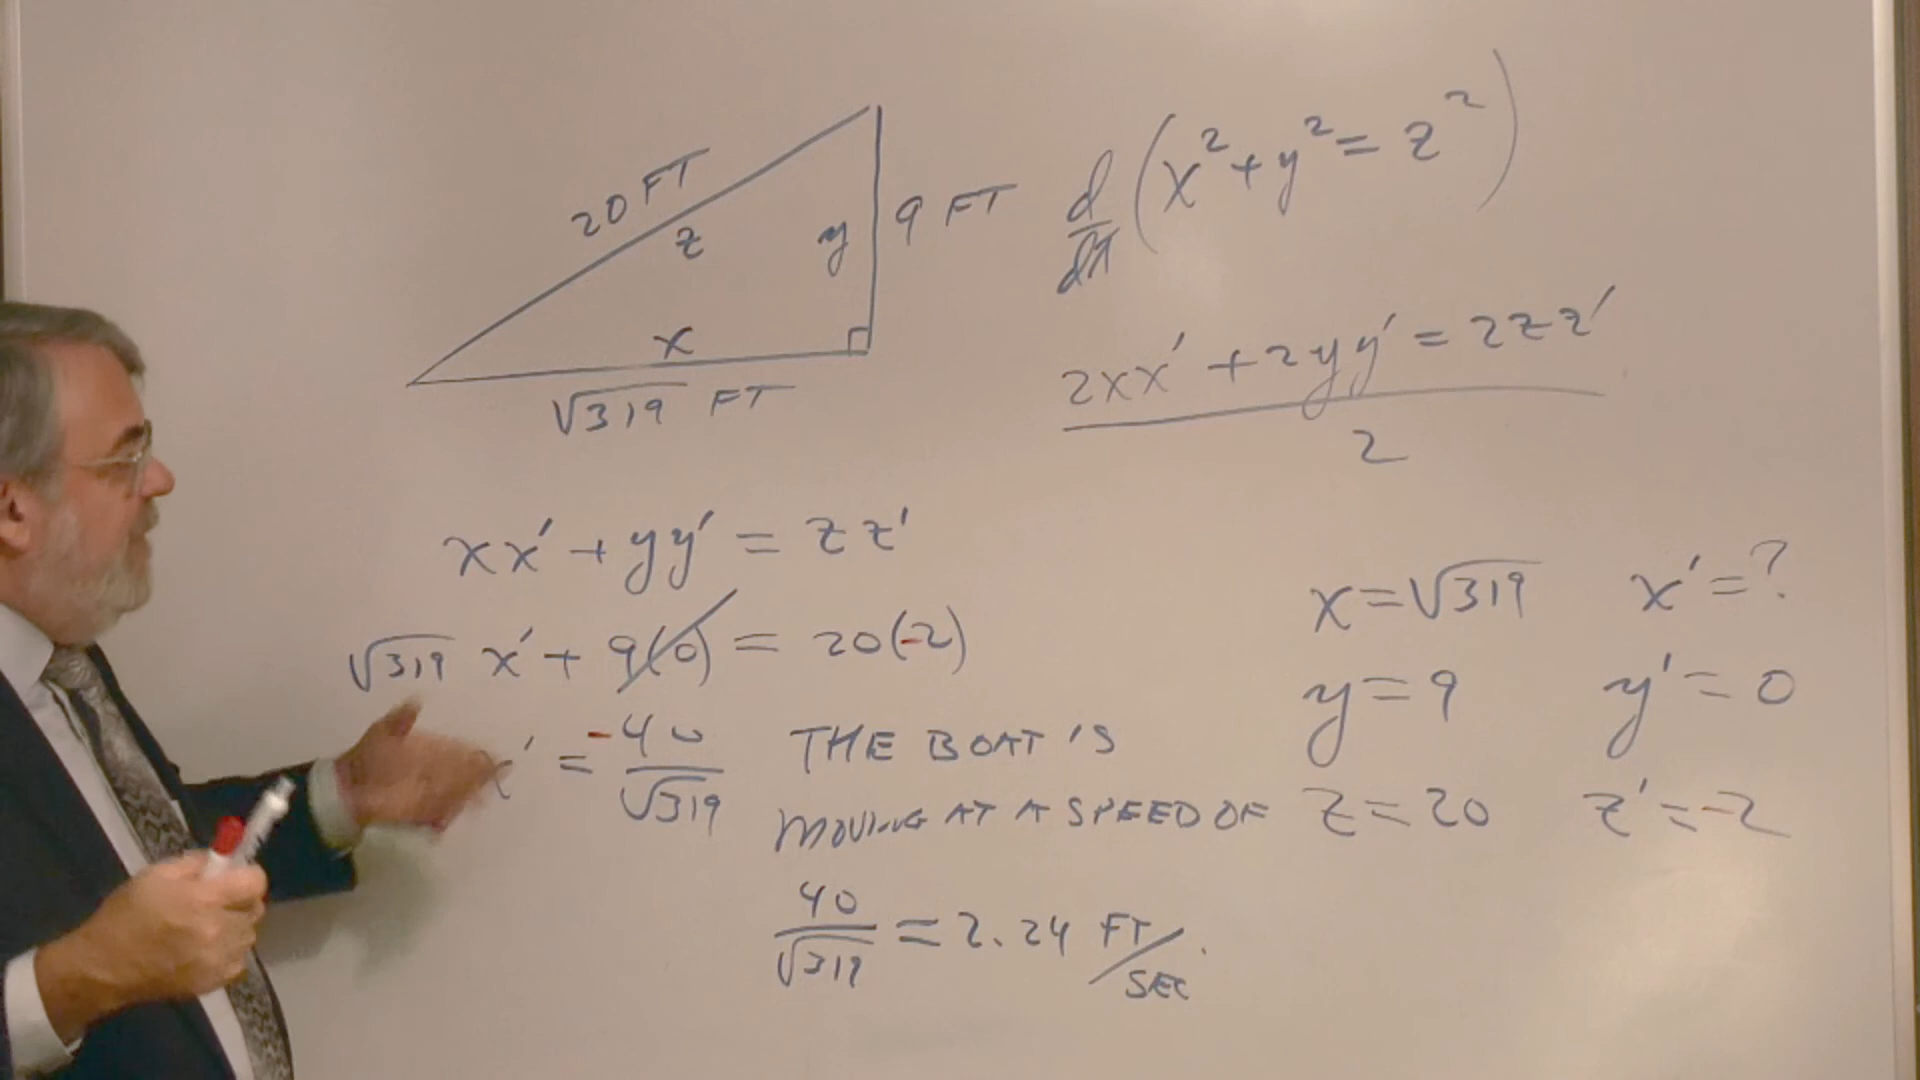 20 FT
z
y
9 FT
x
√319 FT
d/dt (x² + y² = z²)
2xx' + 2yy' = 2zz'
2
xx' + yy' = zz'
√319 x' + 9(0) = 20(-2)
x' = -40/√319
THE BOAT IS
MOVING AT A SPEED OF
40/√319 = 2.24 FT/SEC.
x = √319 x' = ?
y = 9 y' = 0
z = 20 z' = -2